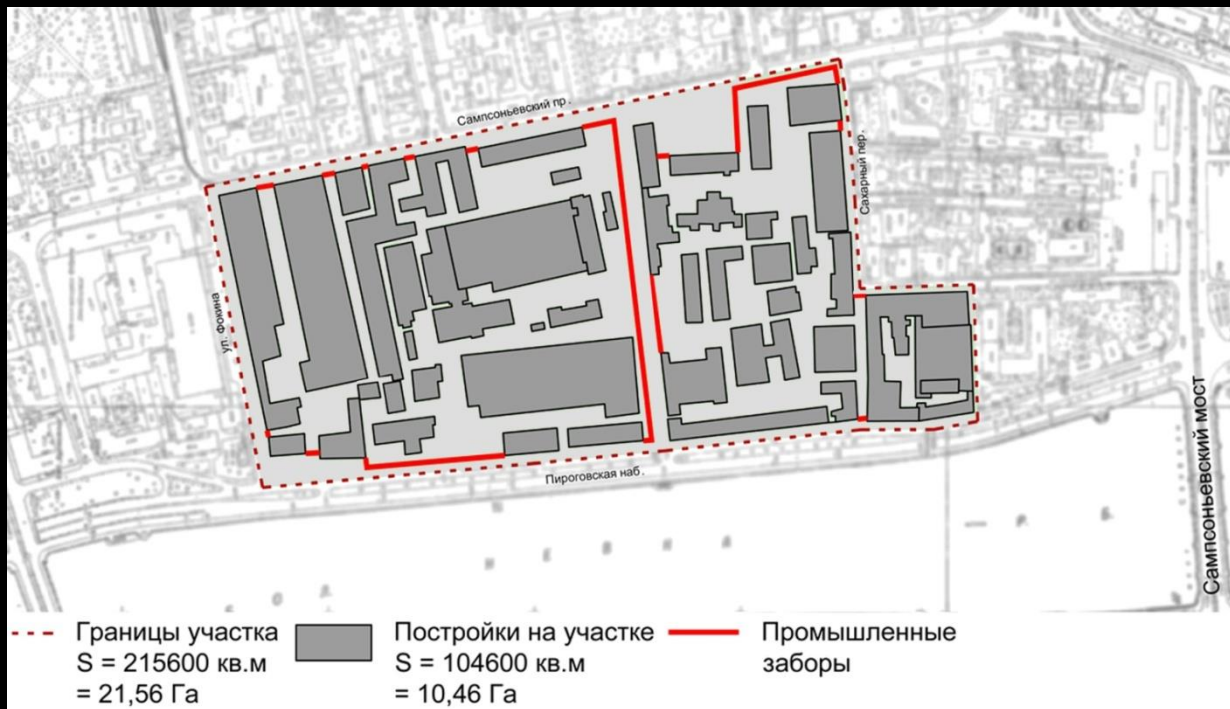 Сампсоньевский пр.
Сахарный пер.
ул. Фокина
Пироговская наб.
Сампсоньевский мост
Н Е В К А
Границы участка
S = 215600 кв.м
= 21,56 Га
Постройки на участке
S = 104600 кв.м
= 10,46 Га
Промышленные
заборы